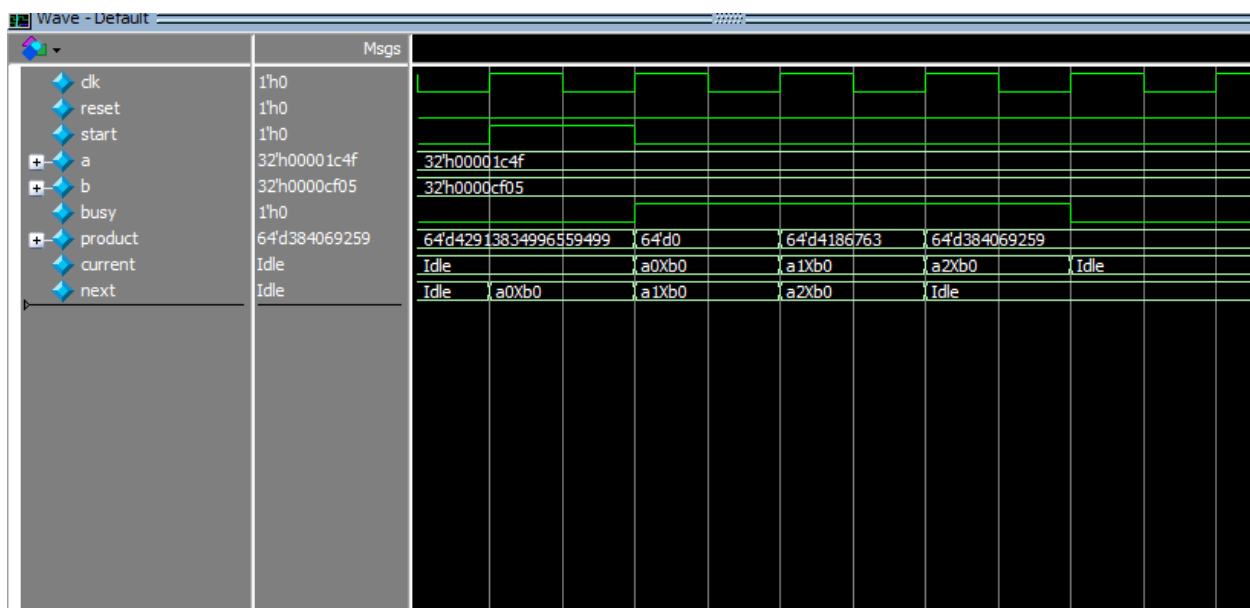 Wave - Default
Msgs
clk 1'h0
reset 1'h0
start 1'h0
a 32'h00001c4f 32'h00001c4f
b 32'h0000cf05 32'h0000cf05
busy 1'h0
product 64'd384069259 64'd42913834996559499 64'd0 64'd4186763 64'd384069259
current Idle Idle a0Xb0 a1Xb0 a2Xb0 Idle
next Idle Idle a0Xb0 a1Xb0 a2Xb0 Idle